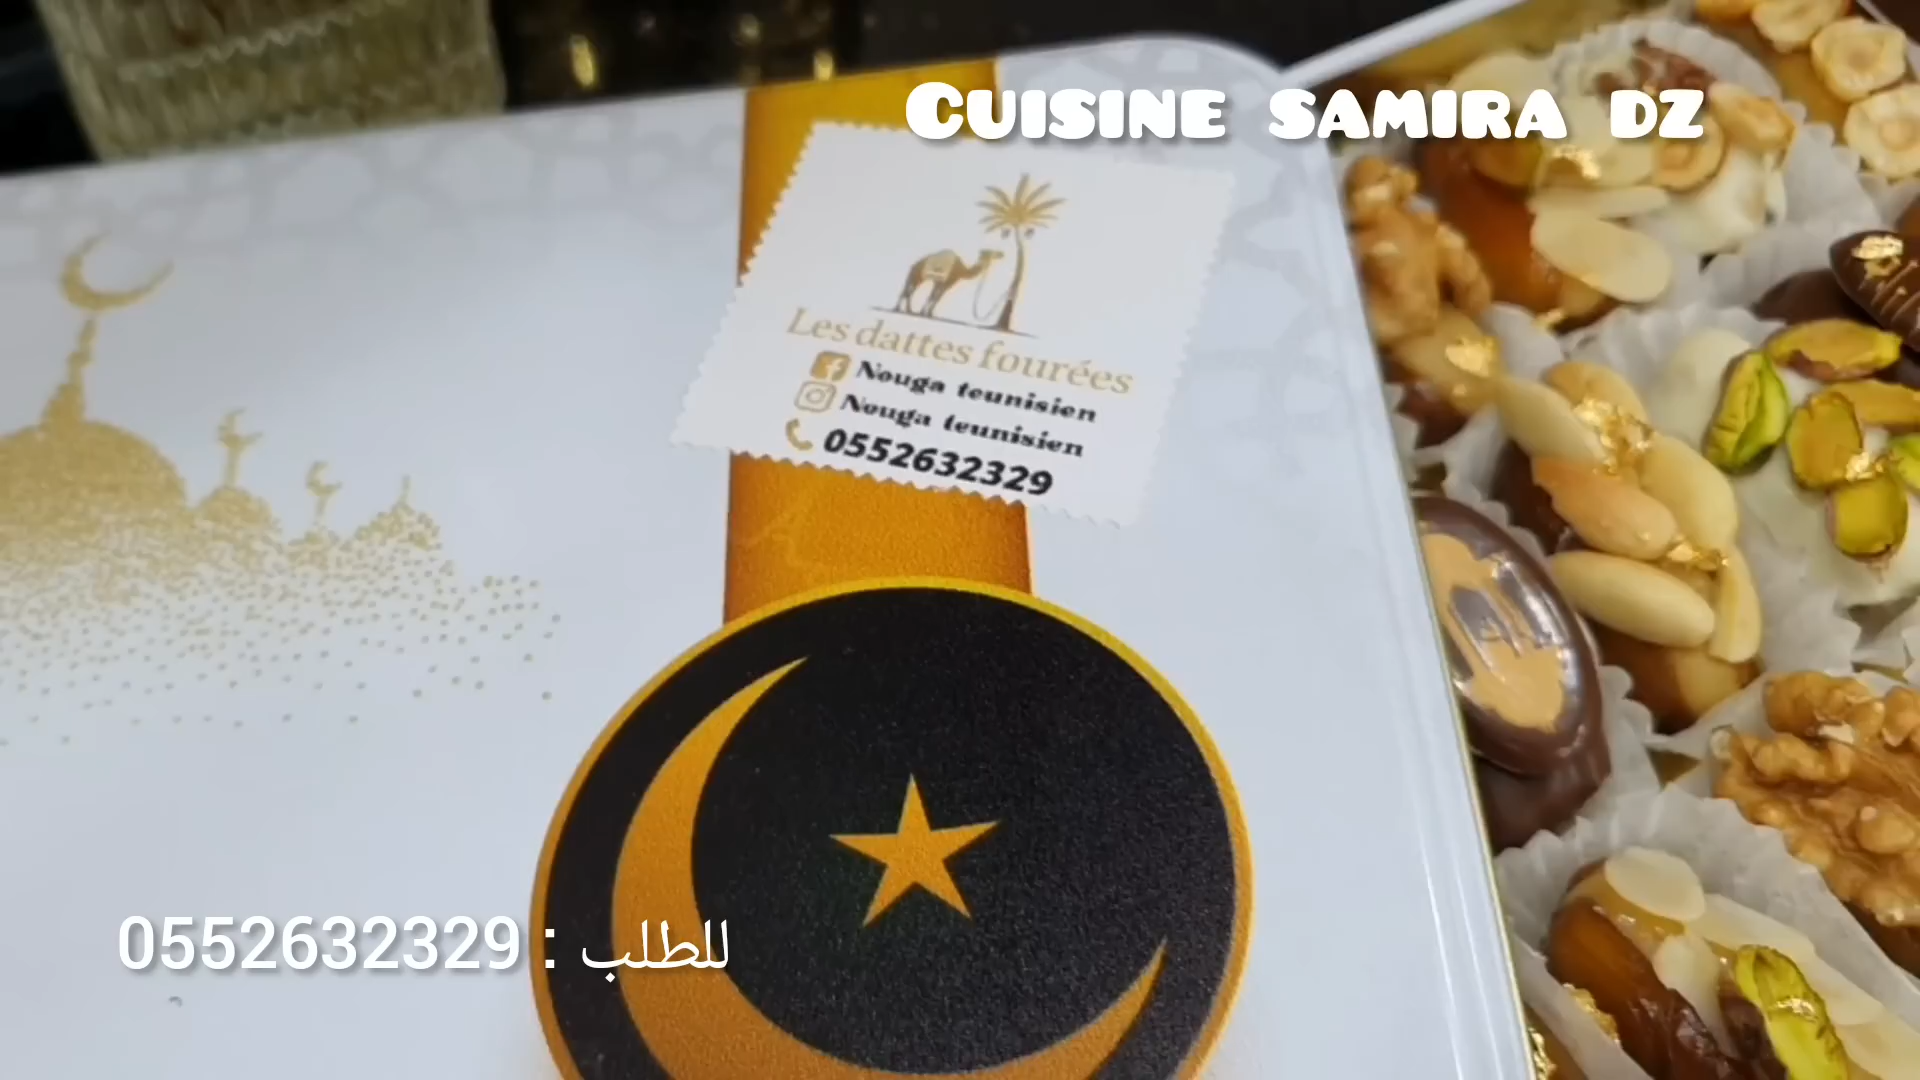 CUISINE SAMIRA DZ
Les dattes fourées
Nouga teunisien
Nouga teunisien
0552632329
للطلب : 0552632329